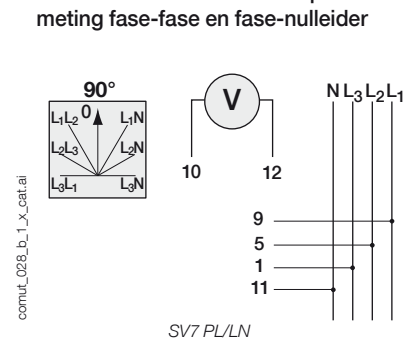 meting fase-fase en fase-nulleider
90°
0
L1L2 L1N
L2L3 L2N
L3L1 L3N
V
10 12
N L3 L2 L1
9
5
1
11
comut_028_b_1_x_cat.ai
SV7 PL/LN